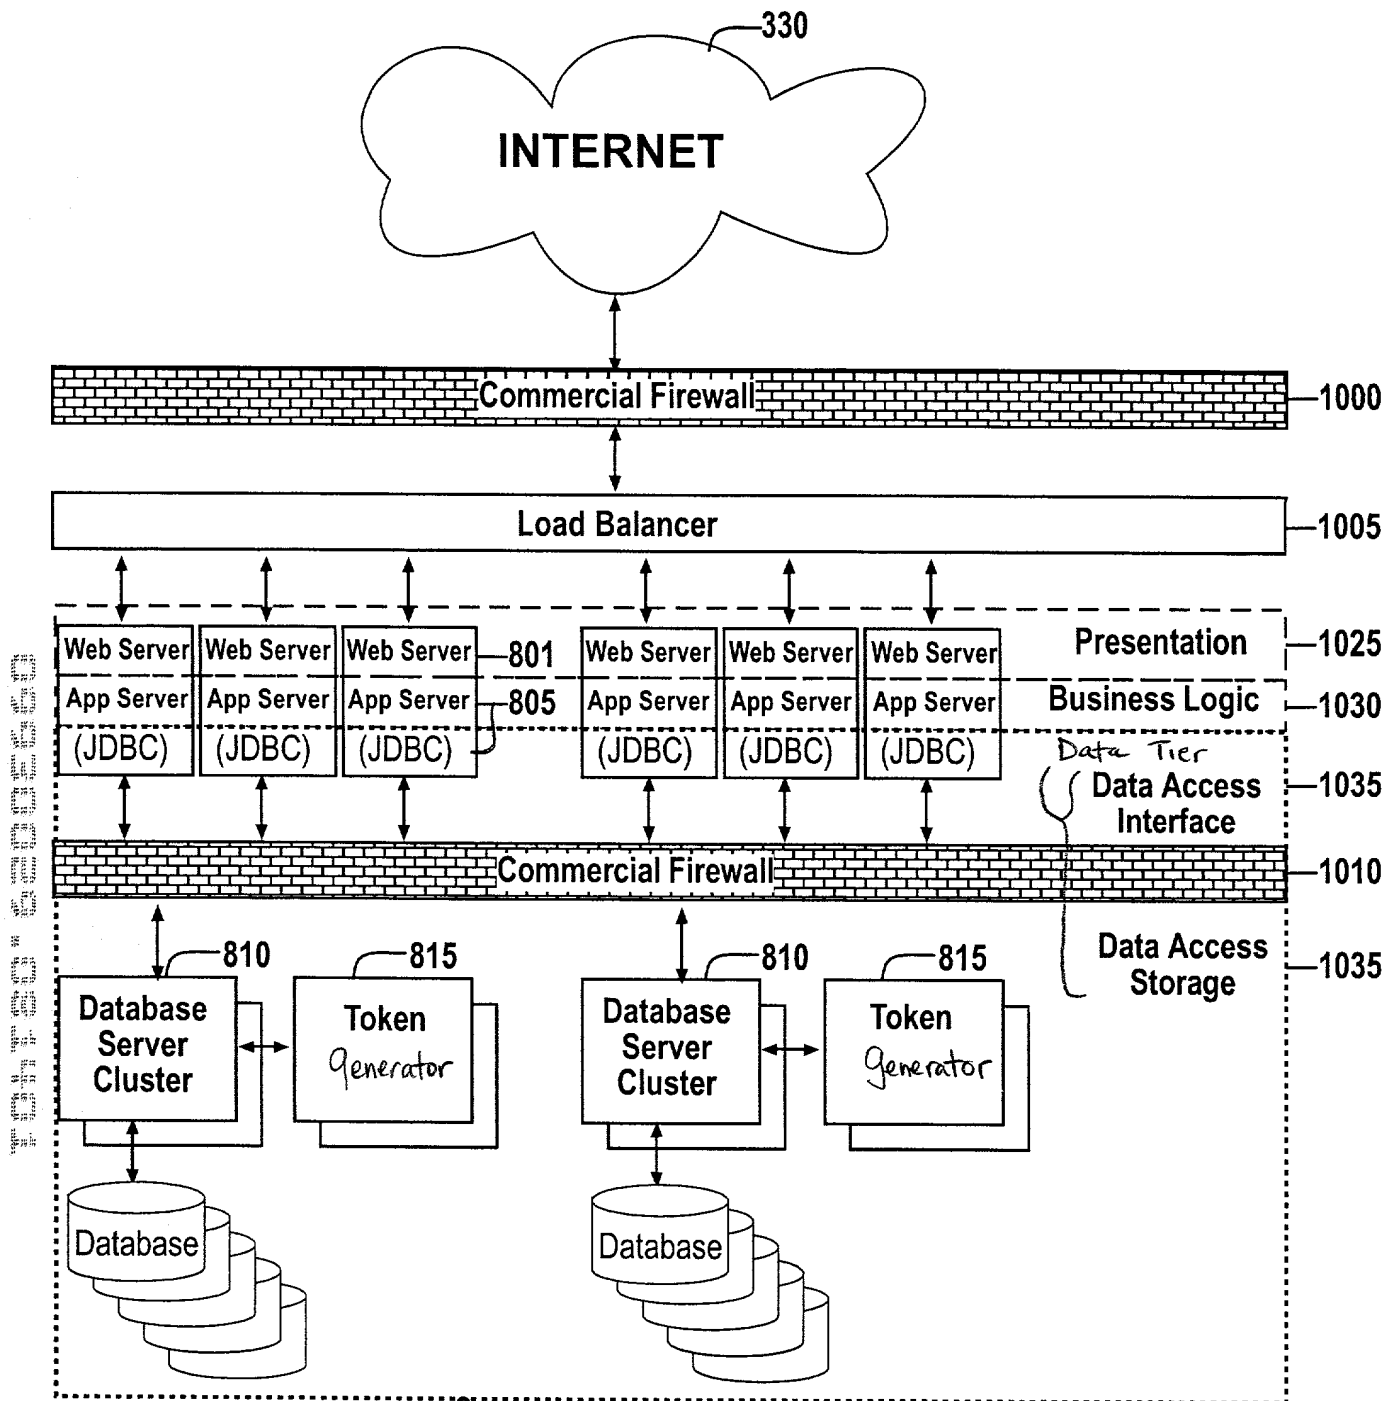 330
INTERNET
Commercial Firewall
1000
Load Balancer
1005
Web Server Web Server Web Server 801 Web Server Web Server Web Server Presentation 1025
App Server App Server App Server 805 App Server App Server App Server Business Logic 1030
(JDBC) (JDBC) (JDBC) (JDBC) (JDBC) (JDBC) Data Tier
Data Access
Interface
1035
Commercial Firewall
1010
810 815 810 815
Data Access
Storage
1035
Database
Server
Cluster
Token
Generator
Database
Server
Cluster
Token
Generator
Database
Database